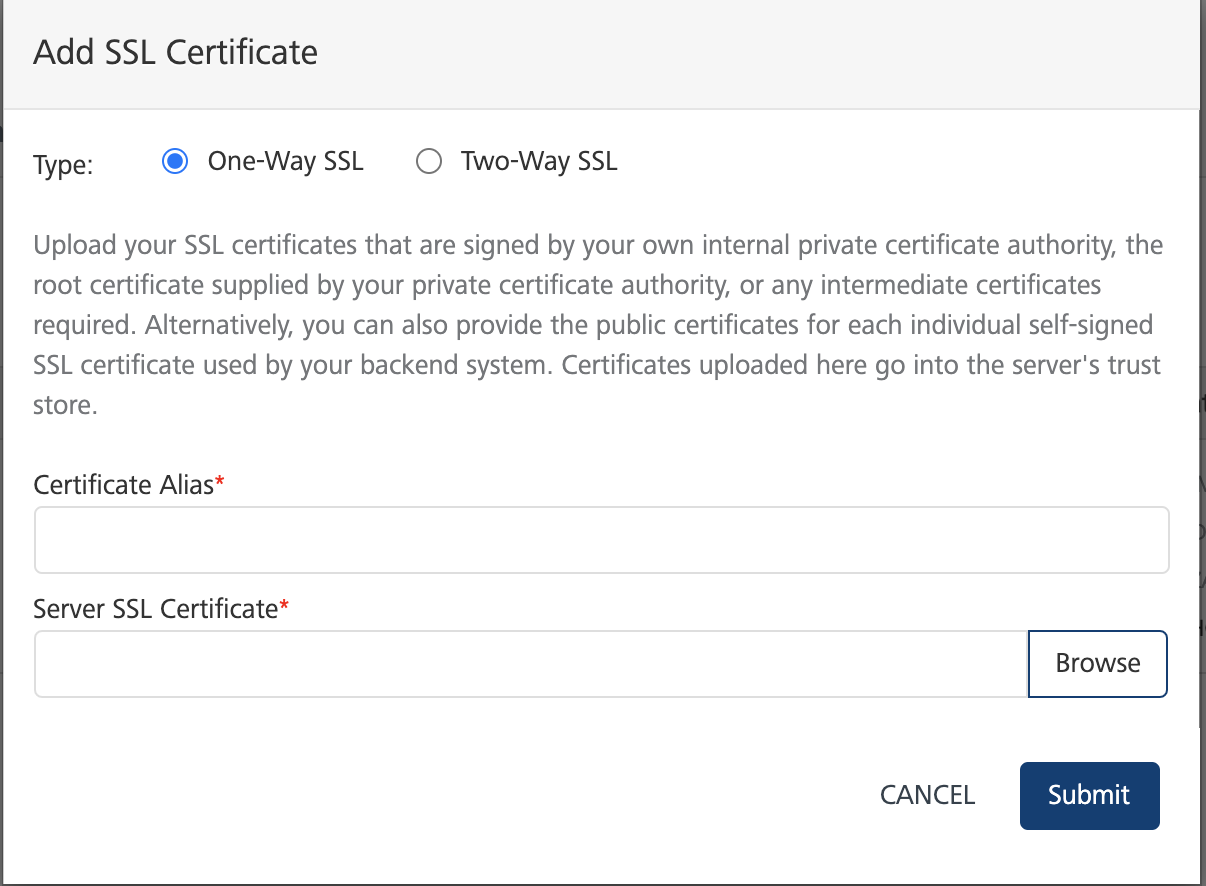 Add SSL Certificate
Type: One-Way SSL Two-Way SSL
Upload your SSL certificates that are signed by your own internal private certificate authority, the
root certificate supplied by your private certificate authority, or any intermediate certificates
required. Alternatively, you can also provide the public certificates for each individual self-signed
SSL certificate used by your backend system. Certificates uploaded here go into the server's trust
store.
Certificate Alias*
Server SSL Certificate*
Browse
CANCEL Submit